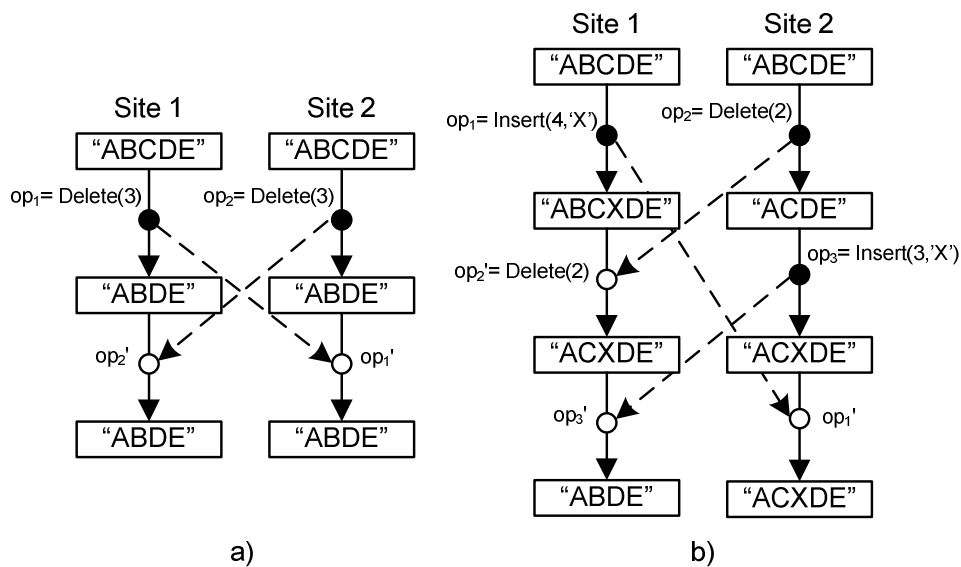 Site 1
Site 2
“ABCDE”
“ABCDE”
op₁= Delete(3)
op₂= Delete(3)
“ABDE”
“ABDE”
op₂'
op₁'
“ABDE”
“ABDE”
a)
Site 1
Site 2
“ABCDE”
“ABCDE”
op₁= Insert(4,‘X’)
op₂= Delete(2)
“ABCXDE”
“ACDE”
op₂'= Delete(2)
op₃= Insert(3,’X’)
“ACXDE”
“ACXDE”
op₃'
op₁'
“ABDE”
“ACXDE”
b)